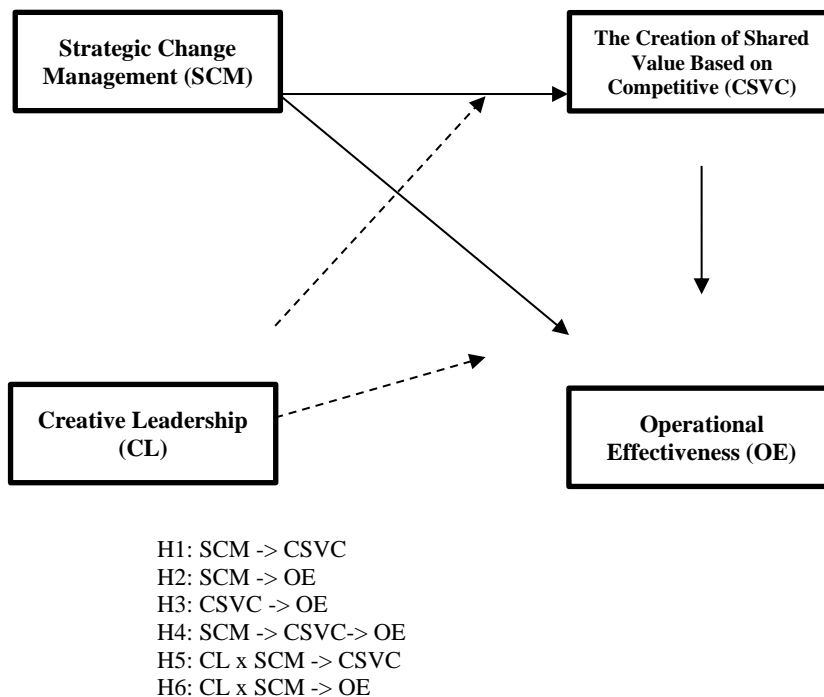 Strategic Change
Management (SCM)
The Creation of Shared
Value Based on
Competitive (CSVC)
Creative Leadership
(CL)
Operational
Effectiveness (OE)
H1: SCM -> CSVC
H2: SCM -> OE
H3: CSVC -> OE
H4: SCM -> CSVC-> OE
H5: CL x SCM -> CSVC
H6: CL x SCM -> OE